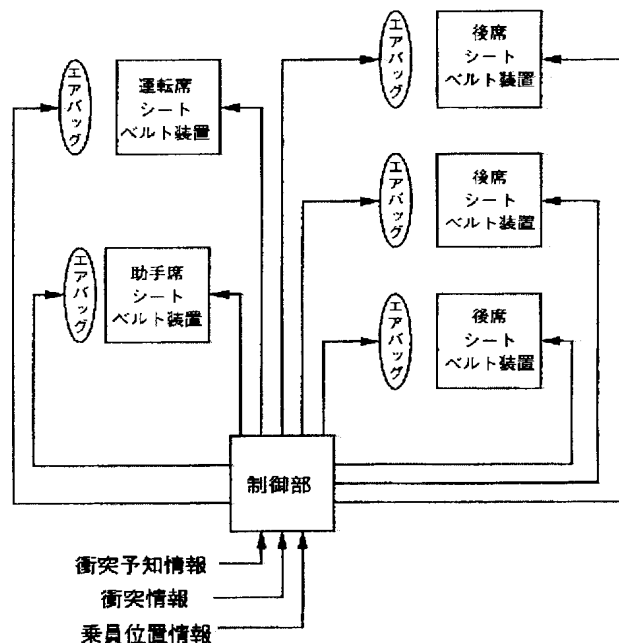 エアバッグ
運転席
シート
ベルト装置
エアバッグ
後席
シート
ベルト装置
エアバッグ
後席
シート
ベルト装置
エアバッグ
助手席
シート
ベルト装置
エアバッグ
後席
シート
ベルト装置
制御部
衝突予知情報
衝突情報
乗員位置情報